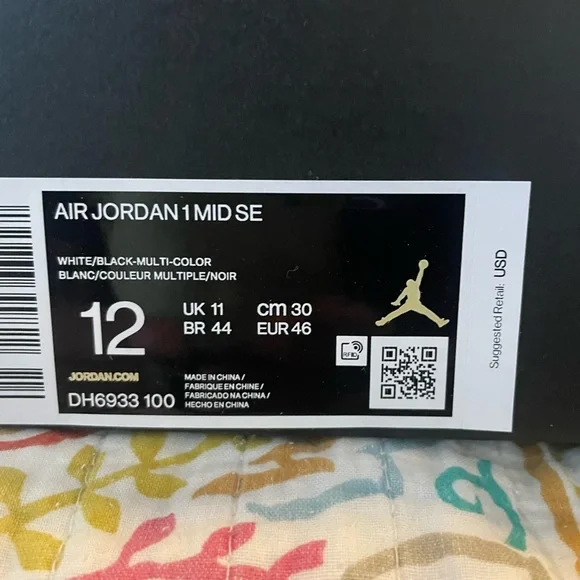 AIR JORDAN 1 MID SE
WHITE/BLACK-MULTI-COLOR
BLANC/COULEUR MULTIPLE/NOIR
12
UK 11 cm 30
BR 44 EUR 46
RFID
JORDAN.COM
DH6933 100
MADE IN CHINA /
FABRIQUE EN CHINE /
FABRICADO NA CHINA /
HECHO EN CHINA
Suggested Retail: USD